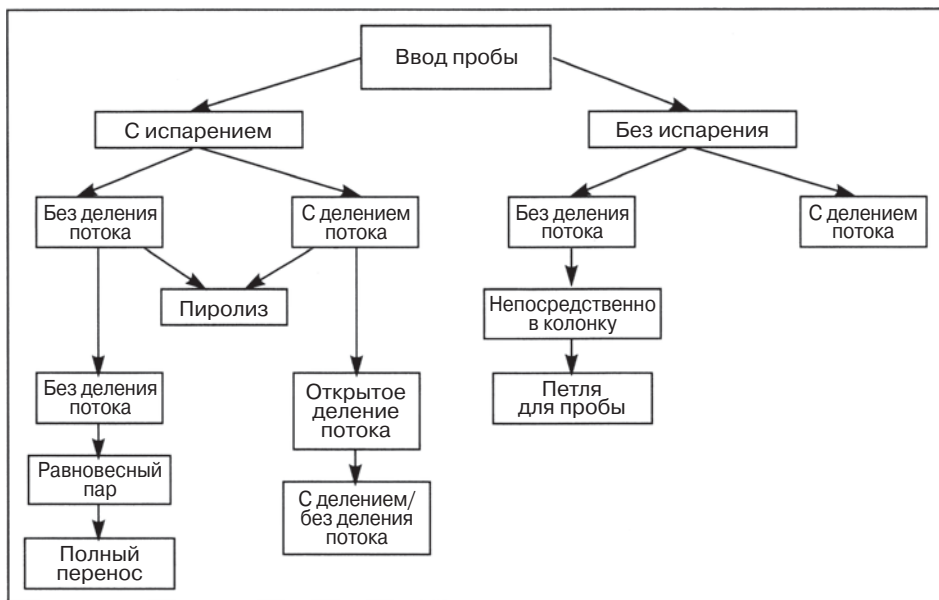 Ввод пробы
С испарением
Без испарения
Без деления
потока
С делением
потока
Без деления
потока
С делением
потока
Пиролиз
Непосредственно
в колонку
Без деления
потока
Открытое
деление
потока
Петля
для пробы
Равновесный
пар
С делением/
без деления
потока
Полный
перенос